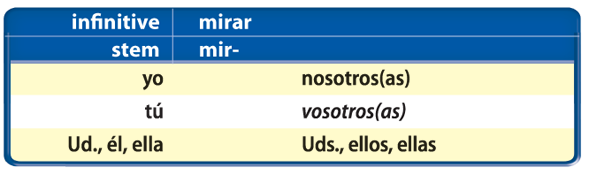 infinitive mirar
stem mir-
yo nosotros(as)
tú vosotros(as)
Ud., él, ella Uds., ellos, ellas